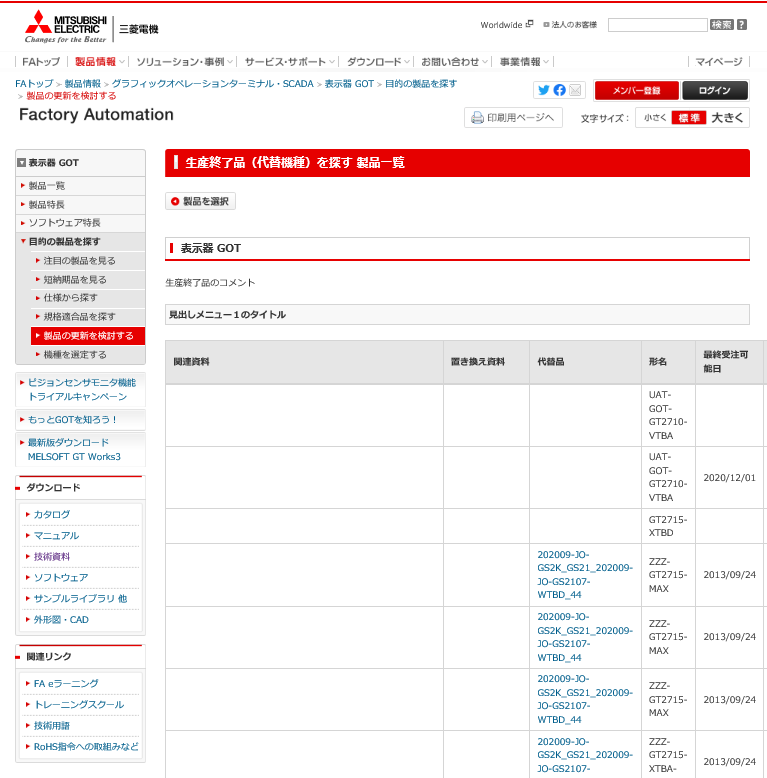 MITSUBISHI
ELECTRIC
Changes for the Better
三菱電機
Worldwide
法人のお客様
検索
?
FAトップ
製品情報
ソリューション・事例
サービス・サポート
ダウンロード
お問い合わせ
事業情報
マイページ
FAトップ > 製品情報 > グラフィックオペレーションターミナル・SCADA > 表示器 GOT > 目的の製品を探す
> 製品の更新を検討する
メンバー登録
ログイン
Factory Automation
印刷用ページへ
文字サイズ：
小さく
標準
大きく
表示器 GOT
製品一覧
製品特長
ソフトウェア特長
目的の製品を探す
注目の製品を見る
短納期品を見る
仕様から探す
規格適合品を探す
製品の更新を検討する
機種を選定する
ビジョンセンサモニタ機能
トライアルキャンペーン
もっとGOTを知ろう！
最新版ダウンロード
MELSOFT GT Works3
ダウンロード
カタログ
マニュアル
技術資料
ソフトウェア
サンプルライブラリ 他
外形図・CAD
関連リンク
FA eラーニング
トレーニングスクール
技術用語
RoHS指令への取組みなど
生産終了品（代替機種）を探す 製品一覧
製品を選択
表示器 GOT
生産終了品のコメント
見出しメニュー１のタイトル
関連資料
置き換え資料
代替品
形名
最終受注可
能日
UAT-
GOT-
GT2710-
VTBA
UAT-
GOT-
GT2710-
VTBA
2020/12/01
GT2715-
XTBD
202009-JO-
GS2K_GS21_202009-
JO-GS2107-
WTBD_44
ZZZ-
GT2715-
MAX
2013/09/24
202009-JO-
GS2K_GS21_202009-
JO-GS2107-
WTBD_44
ZZZ-
GT2715-
MAX
2013/09/24
202009-JO-
GS2K_GS21_202009-
JO-GS2107-
WTBD_44
ZZZ-
GT2715-
MAX
2013/09/24
202009-JO-
GS2K_GS21_202009-
JO-GS2107-
ZZZ-
GT2715-
XTBA-
2013/09/24